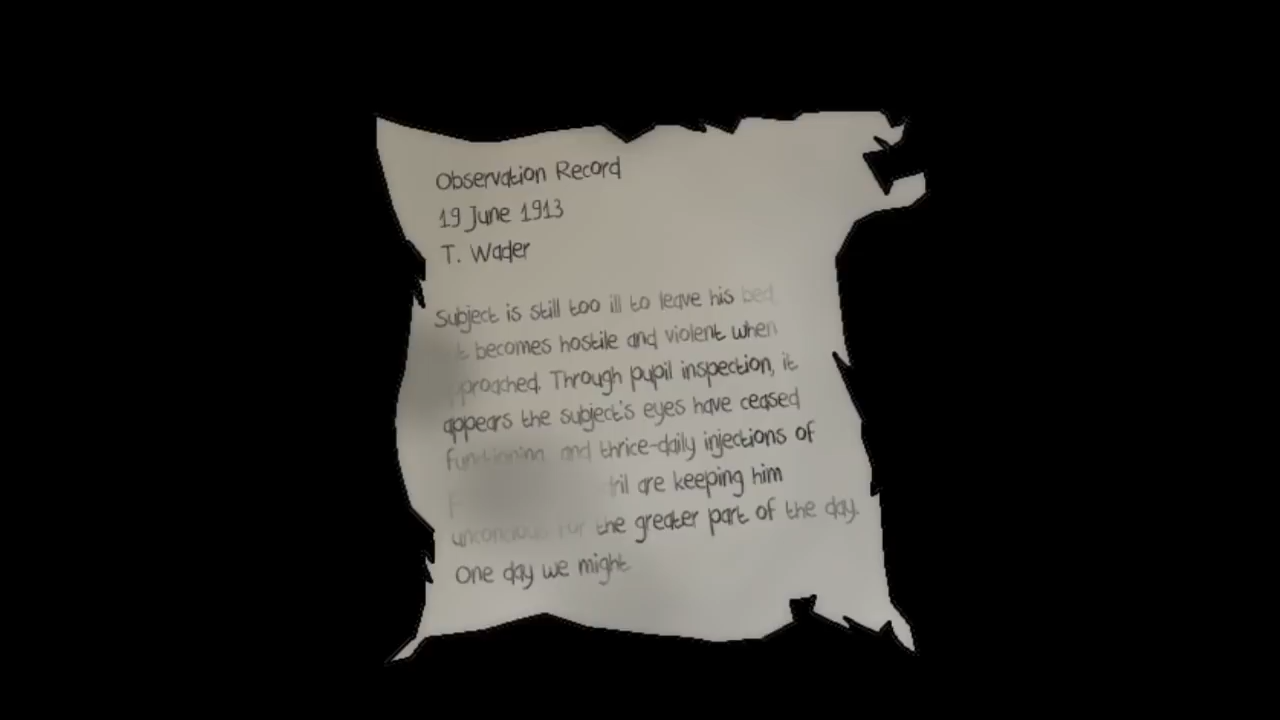 Observation Record
19 June 1913
T. Wader
Subject is still too ill to leave his bed
becomes hostile and violent when
Through pupil inspection, it
appears the subject's eyes have ceased
functioning and thrice-daily injections of
are keeping him
for the greater part of the day.
One day we might